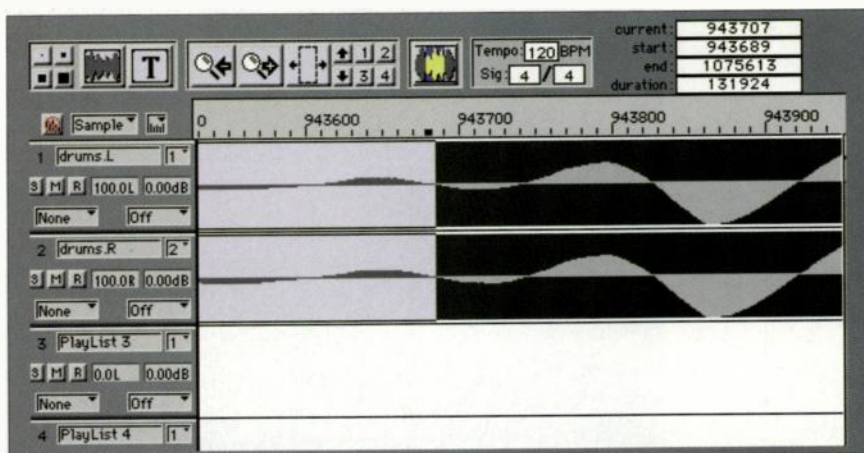 current: 943707
start: 943689
end: 1075613
duration: 131924
T
1 2
3 4
Tempo: 120 BPM
Sig: 4 / 4
Sample
0 943600 943700 943800 943900
1 drums.L 1
S M R 100.0L 0.00dB
None Off
2 drums.R 2
S M R 100.0R 0.00dB
None Off
3 PlayList 3 1
S M R 0.0L 0.00dB
None Off
4 PlayList 4 1